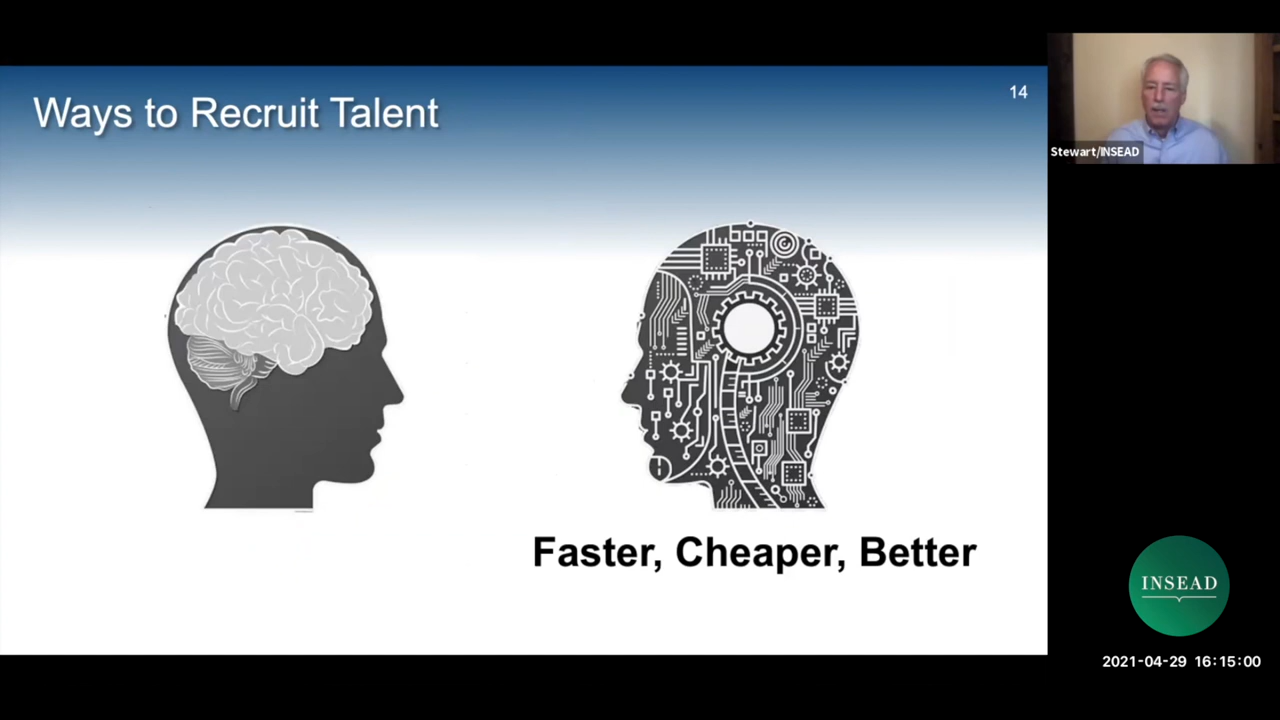 Ways to Recruit Talent
14
Stewart/INSEAD
Faster, Cheaper, Better
INSEAD
2021-04-29 16:15:00